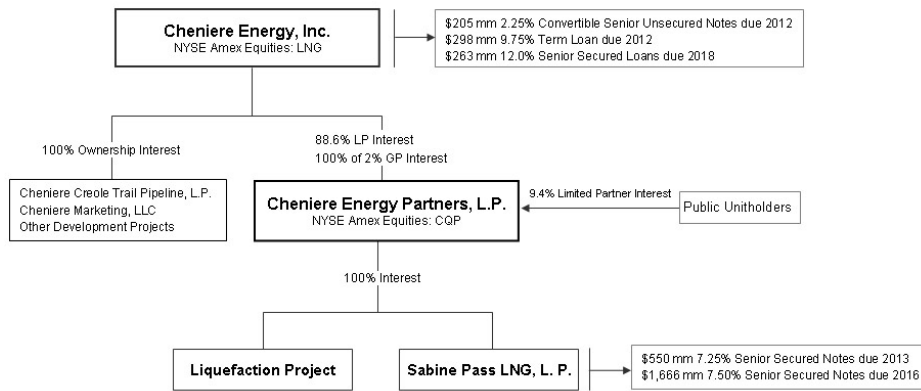 Cheniere Energy, Inc.
NYSE Amex Equities: LNG
$205 mm 2.25% Convertible Senior Unsecured Notes due 2012
$298 mm 9.75% Term Loan due 2012
$263 mm 12.0% Senior Secured Loans due 2018
100% Ownership Interest
88.6% LP Interest
100% of 2% GP Interest
Cheniere Creole Trail Pipeline, L.P.
Cheniere Marketing, LLC
Other Development Projects
Cheniere Energy Partners, L.P.
NYSE Amex Equities: CQP
9.4% Limited Partner Interest
Public Unitholders
100% Interest
Liquefaction Project
Sabine Pass LNG, L. P.
$550 mm 7.25% Senior Secured Notes due 2013
$1,666 mm 7.50% Senior Secured Notes due 2016